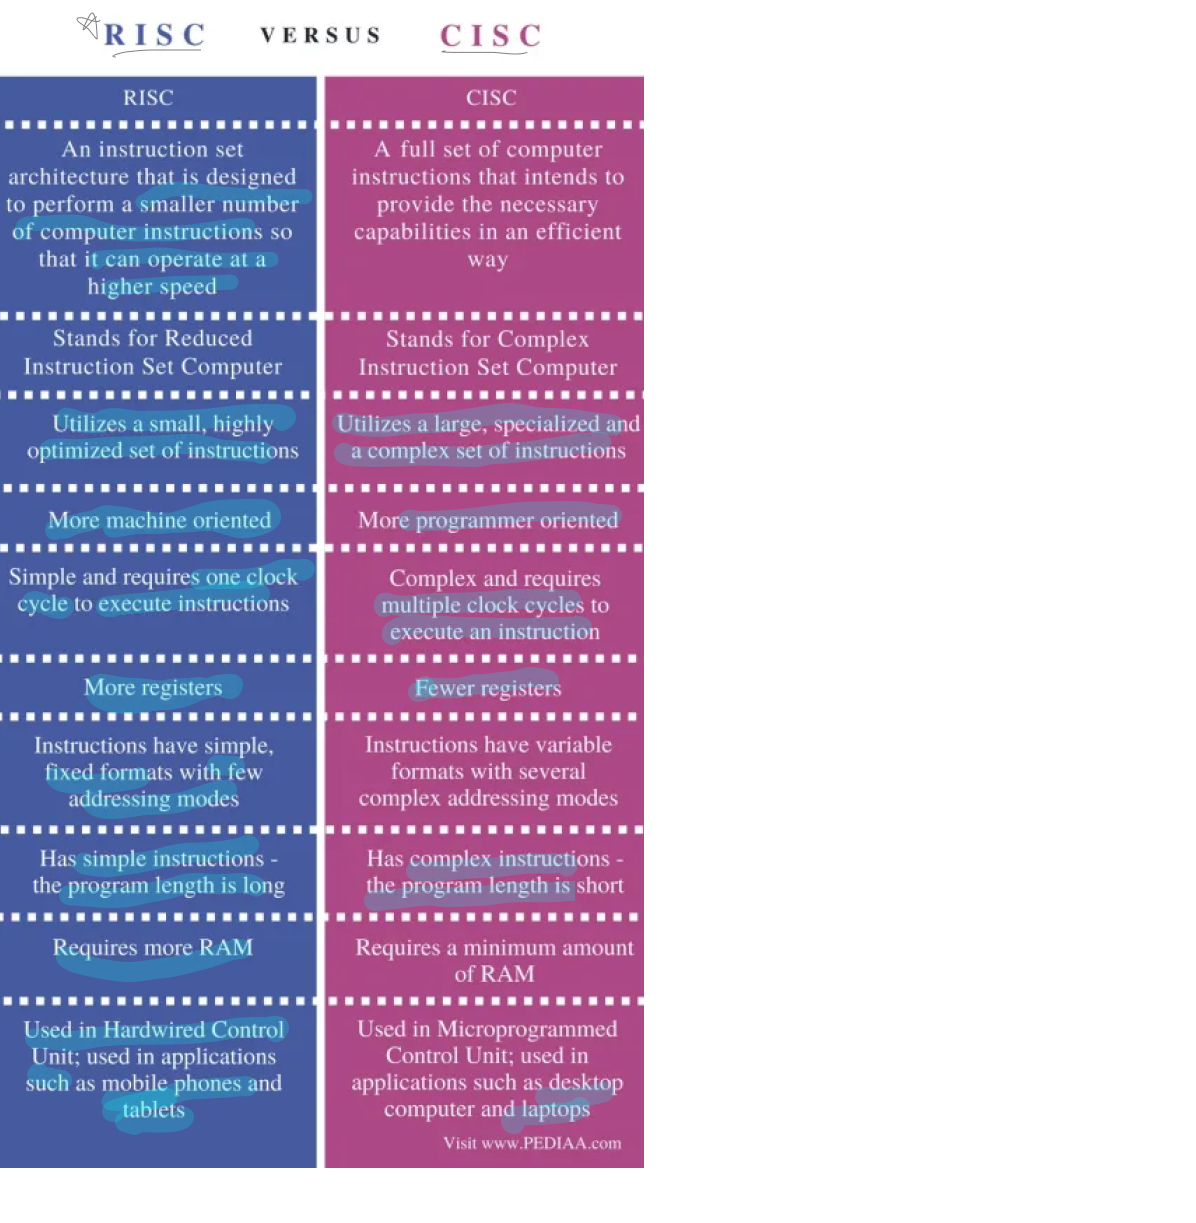 RISC VERSUS CISC
RISC
An instruction set
architecture that is designed
to perform a smaller number
of computer instructions so
that it can operate at a
higher speed
Stands for Reduced
Instruction Set Computer
Utilizes a small, highly
optimized set of instructions
More machine oriented
Simple and requires one clock
cycle to execute instructions
More registers
Instructions have simple,
fixed formats with few
addressing modes
Has simple instructions -
the program length is long
Requires more RAM
Used in Hardwired Control
Unit; used in applications
such as mobile phones and
tablets
CISC
A full set of computer
instructions that intends to
provide the necessary
capabilities in an efficient
way
Stands for Complex
Instruction Set Computer
Utilizes a large, specialized and
a complex set of instructions
More programmer oriented
Complex and requires
multiple clock cycles to
execute an instruction
Fewer registers
Instructions have variable
formats with several
complex addressing modes
Has complex instructions -
the program length is short
Requires a minimum amount
of RAM
Used in Microprogrammed
Control Unit; used in
applications such as desktop
computer and laptops
Visit www.PEDIAA.com